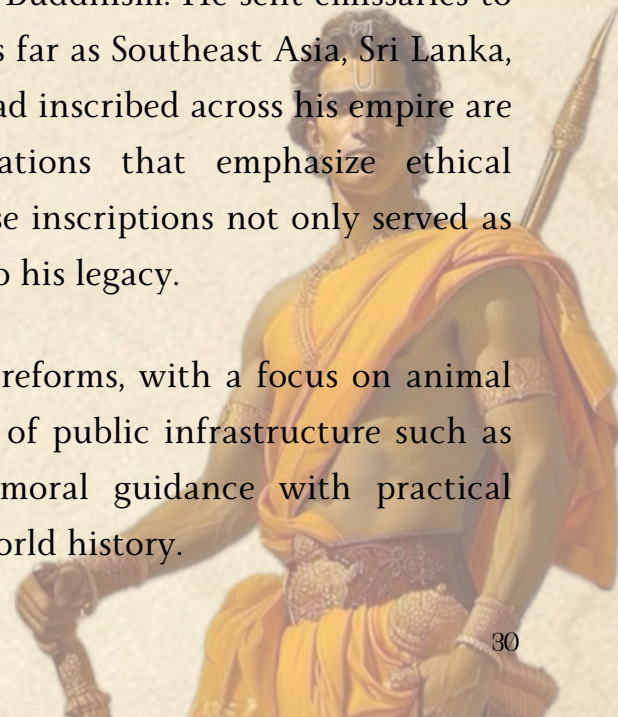 Buddhism. He sent emissaries to
s far as Southeast Asia, Sri Lanka,
ad inscribed across his empire are
ations that emphasize ethical
se inscriptions not only served as
o his legacy.
reforms, with a focus on animal
of public infrastructure such as
moral guidance with practical
orld history.
30